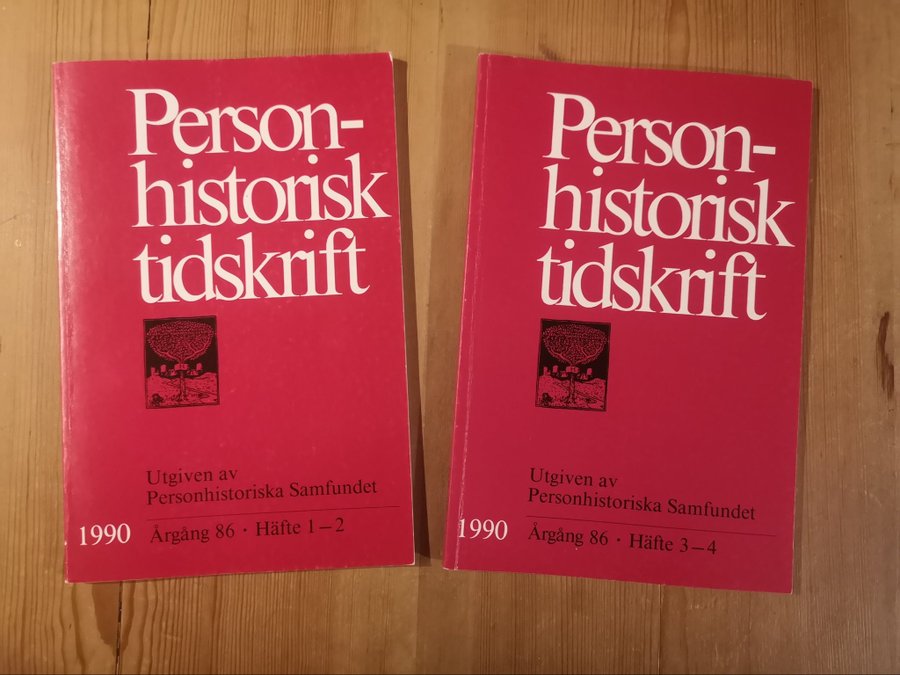 Person-
historisk
tidskrift
Utgiven av
Personhistoriska Samfundet
1990 Årgång 86 · Häfte 1–2
Person-
historisk
tidskrift
Utgiven av
Personhistoriska Samfundet
1990 Årgång 86 · Häfte 3–4